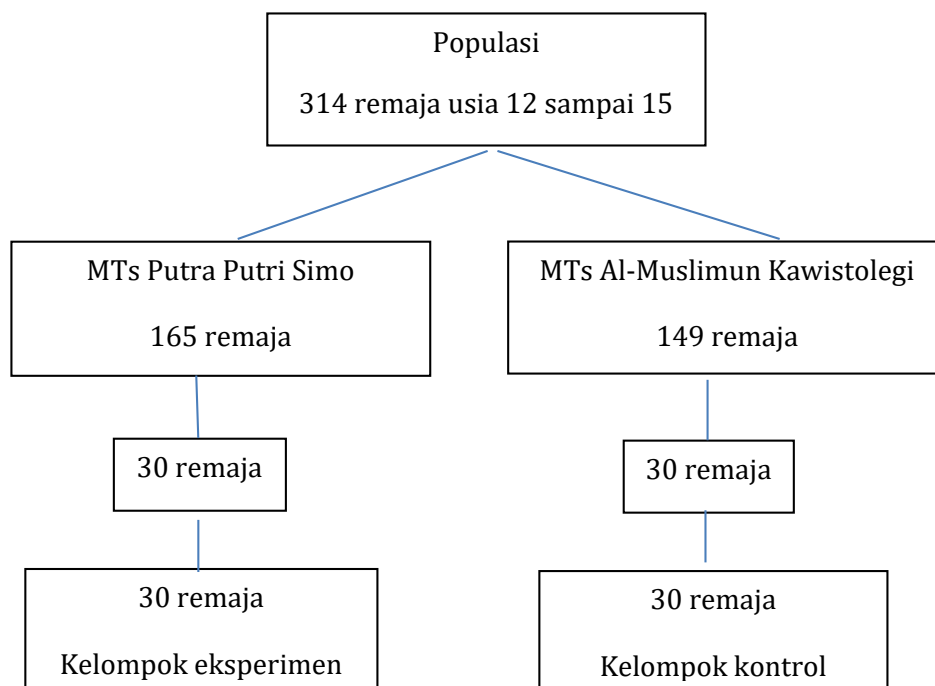 Populasi
314 remaja usia 12 sampai 15
MTs Putra Putri Simo
165 remaja
MTs Al-Muslimun Kawistolegi
149 remaja
30 remaja
30 remaja
30 remaja
Kelompok eksperimen
30 remaja
Kelompok kontrol